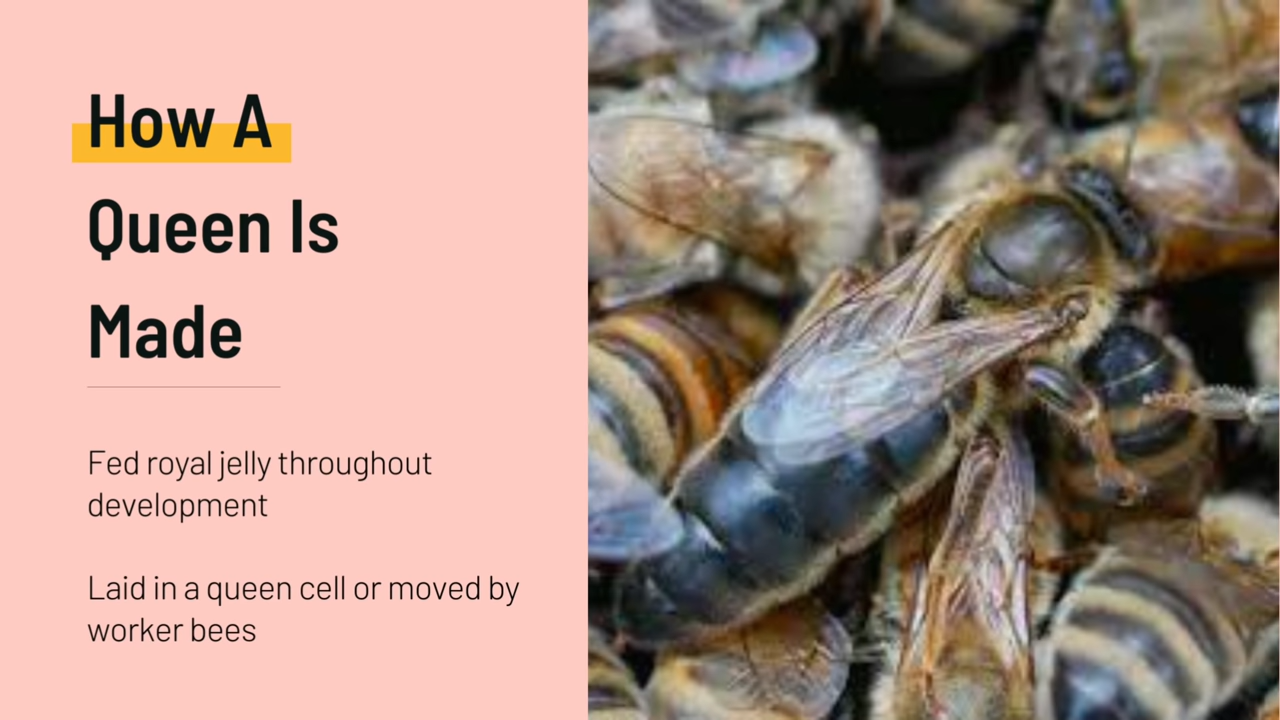 How A
Queen Is
Made
Fed royal jelly throughout
development
Laid in a queen cell or moved by
worker bees